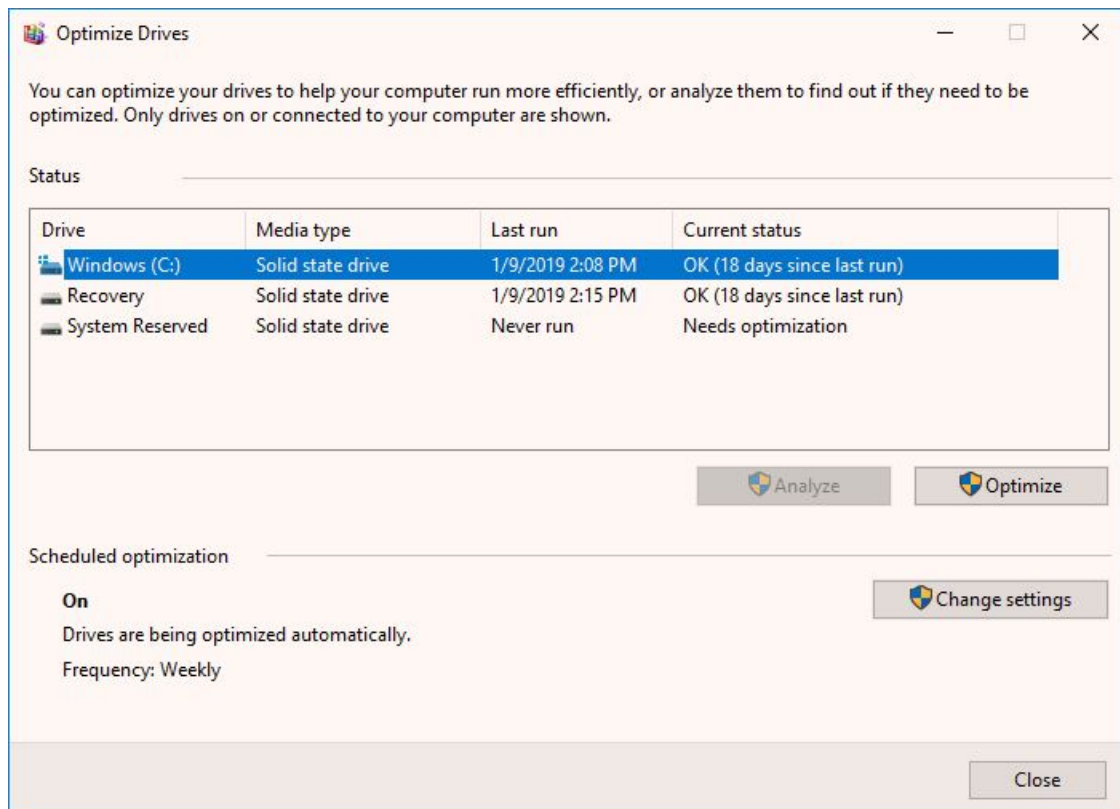 Optimize Drives
You can optimize your drives to help your computer run more efficiently, or analyze them to find out if they need to be
optimized. Only drives on or connected to your computer are shown.
Status
Drive Media type Last run Current status
Windows (C:) Solid state drive 1/9/2019 2:08 PM OK (18 days since last run)
Recovery Solid state drive 1/9/2019 2:15 PM OK (18 days since last run)
System Reserved Solid state drive Never run Needs optimization
Analyze Optimize
Scheduled optimization
On Change settings
Drives are being optimized automatically.
Frequency: Weekly
Close